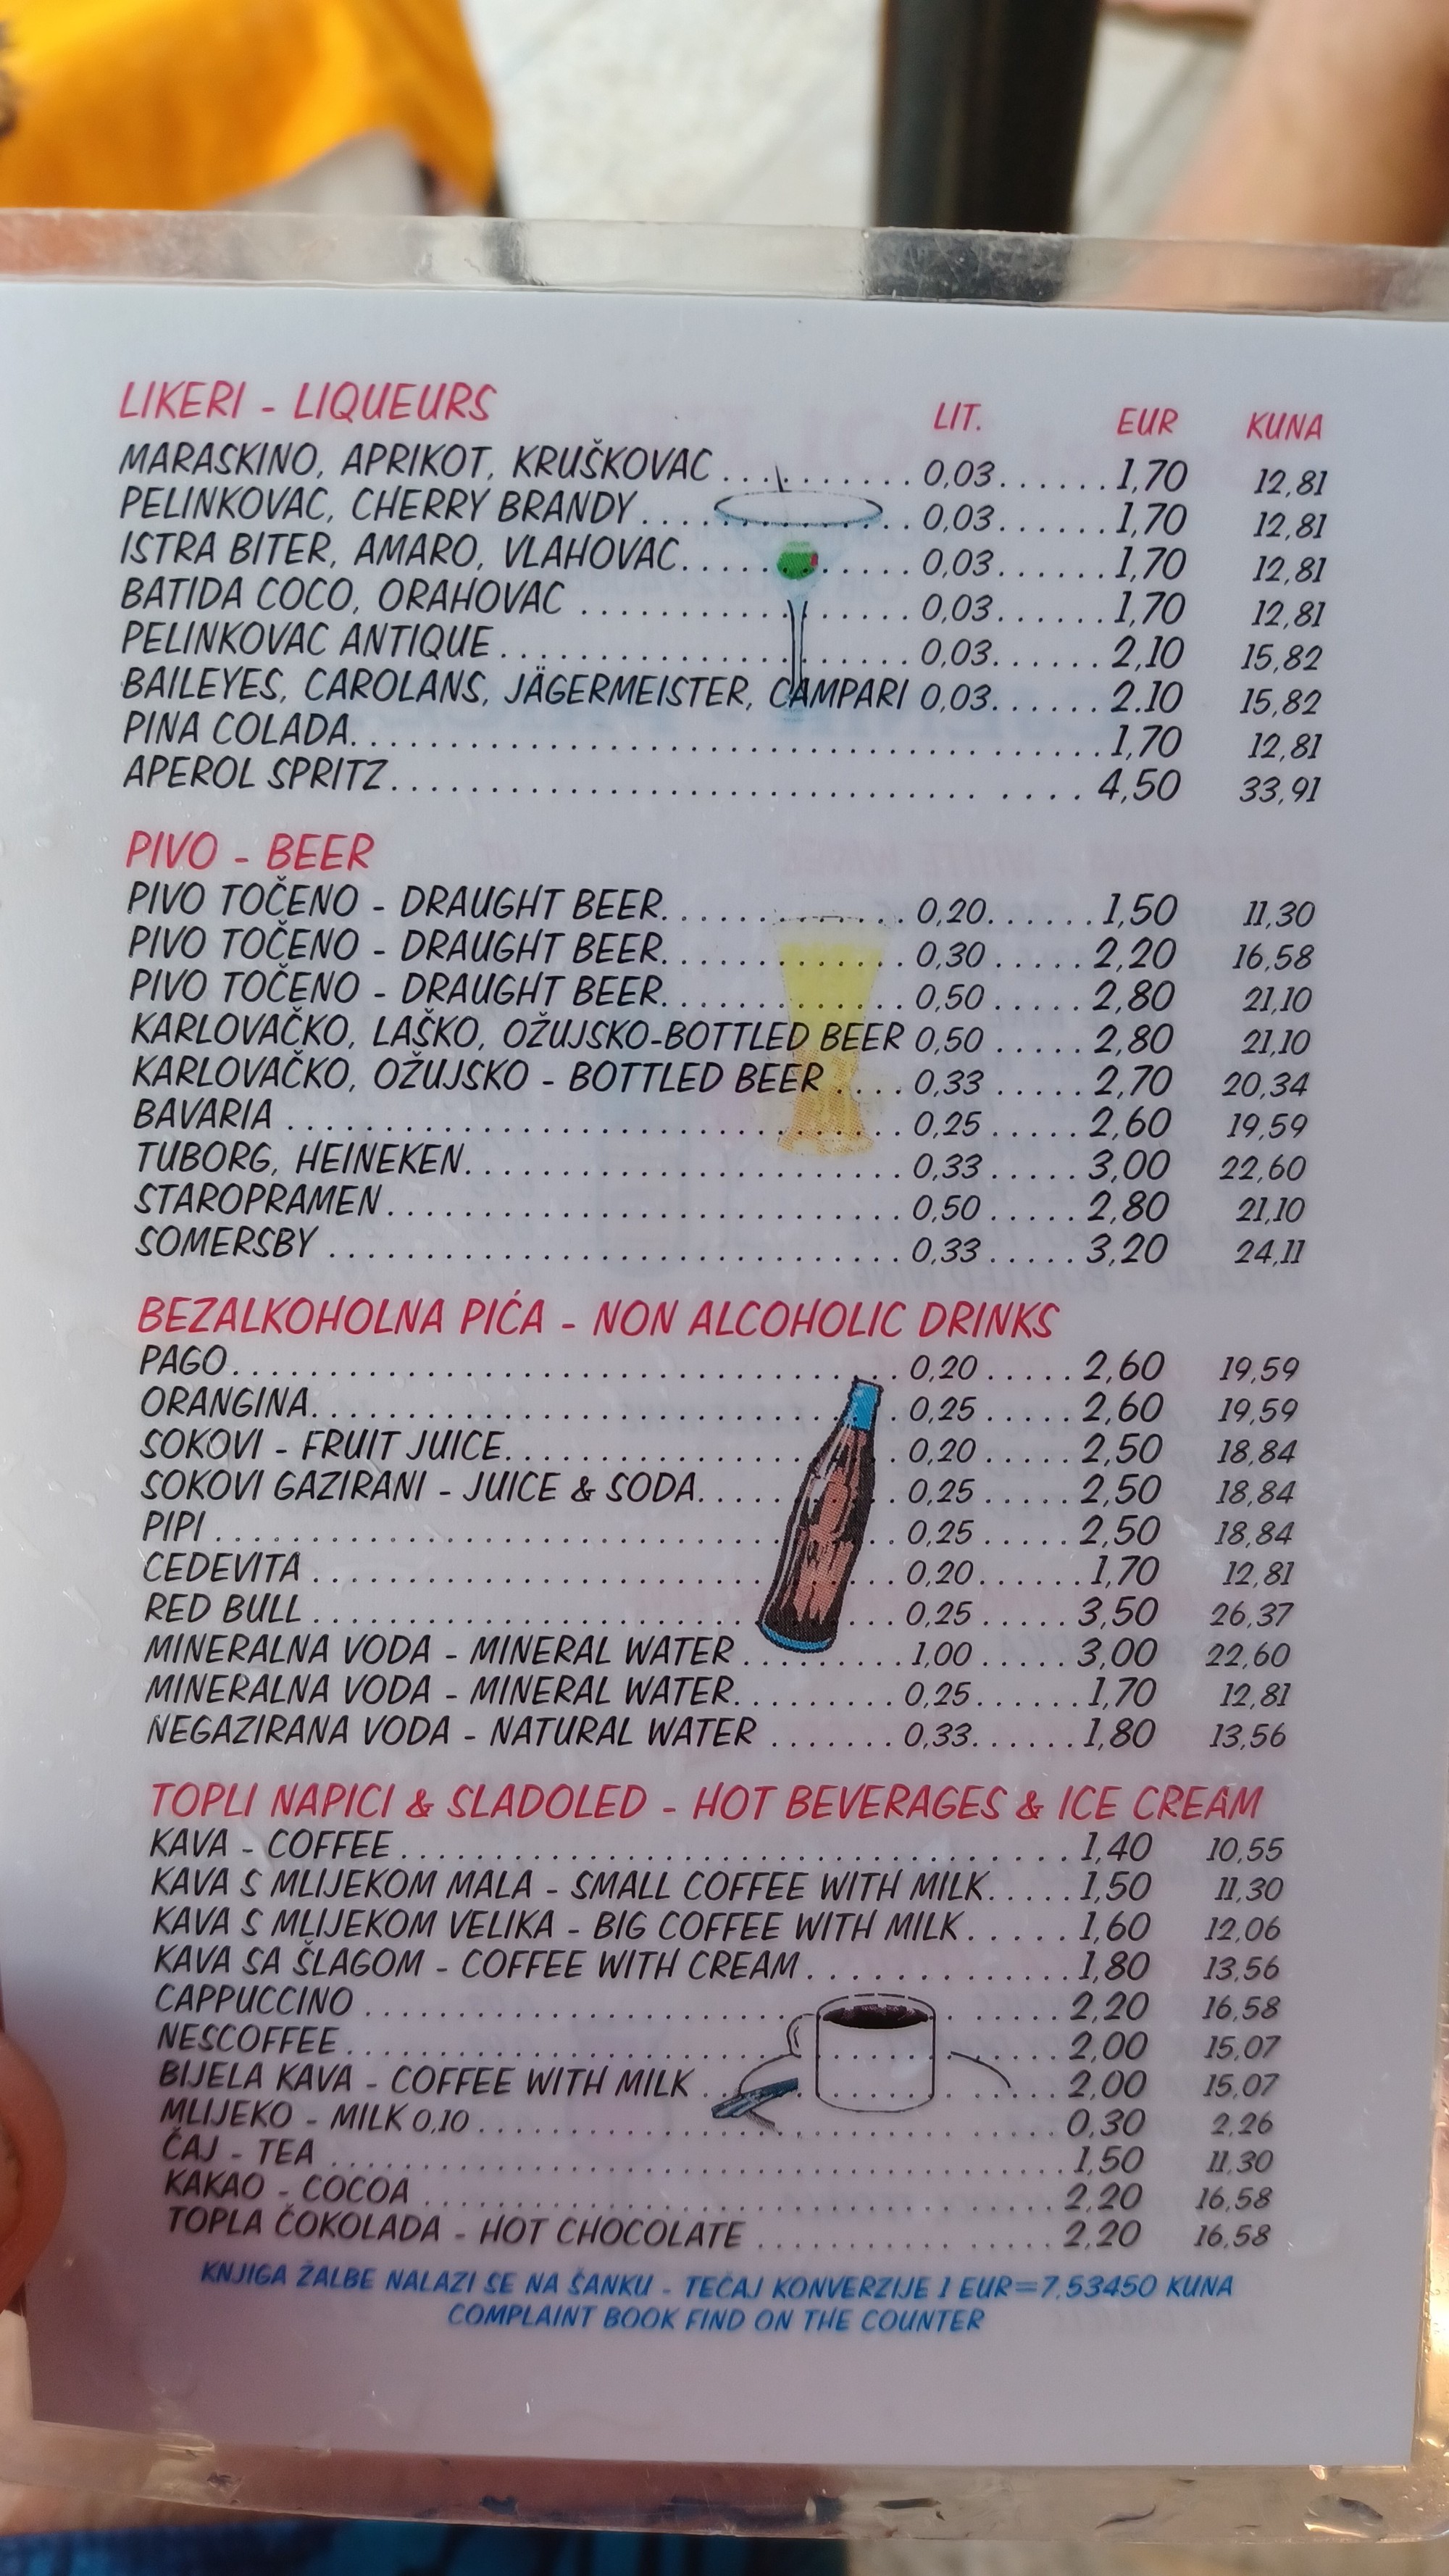 LIKERI - LIQUEURS LIT. EUR KUNA
MARASKINO, APRIKOT, KRUŠKOVAC .......... 0,03 ...... 1,70 12,81
PELINKOVAC, CHERRY BRANDY .......... 0,03 ...... 1,70 12,81
ISTRA BITER, AMARO, VLAHOVAC .......... 0,03 ...... 1,70 12,81
BATIDA COCO, ORAHOVAC .......... 0,03 ...... 1,70 12,81
PELINKOVAC ANTIQUE .......... 0,03 ...... 2,10 15,82
BAILEYES, CAROLANS, JÄGERMEISTER, CAMPARI 0,03 ...... 2.10 15,82
PINA COLADA .......... 1,70 12,81
APEROL SPRITZ .......... 4,50 33,91
PIVO - BEER
PIVO TOČENO - DRAUGHT BEER .......... 0,20 ...... 1,50 11,30
PIVO TOČENO - DRAUGHT BEER .......... 0,30 ..... 2,20 16,58
PIVO TOČENO - DRAUGHT BEER .......... 0,50 ..... 2,80 21,10
KARLOVAČKO, LAŠKO, OŽUJSKO-BOTTLED BEER 0,50 ..... 2,80 21,10
KARLOVAČKO, OŽUJSKO - BOTTLED BEER .... 0,33 ..... 2,70 20,34
BAVARIA .......... 0,25 ..... 2,60 19,59
TUBORG, HEINEKEN .......... 0,33 ..... 3,00 22,60
STAROPRAMEN .......... 0,50 ..... 2,80 21,10
SOMERSBY .......... 0,33 ..... 3,20 24,11
BEZALKOHOLNA PIĆA - NON ALCOHOLIC DRINKS
PAGO .......... 0,20 ..... 2,60 19,59
ORANGINA .......... 0,25 ..... 2,60 19,59
SOKOVI - FRUIT JUICE .......... 0,20 ..... 2,50 18,84
SOKOVI GAZIRANI - JUICE & SODA .......... 0,25 ..... 2,50 18,84
PIPI .......... 0,25 ..... 2,50 18,84
CEDEVITA .......... 0,20 ...... 1,70 12,81
RED BULL .......... 0,25 ..... 3,50 26,37
MINERALNA VODA - MINERAL WATER .......... 1,00 ..... 3,00 22,60
MINERALNA VODA - MINERAL WATER .......... 0,25 ...... 1,70 12,81
NEGAZIRANA VODA - NATURAL WATER ....... 0,33 ...... 1,80 13,56
TOPLI NAPICI & SLADOLED - HOT BEVERAGES & ICE CREAM
KAVA - COFFEE .......... 1,40 10,55
KAVA S MLIJEKOM MALA - SMALL COFFEE WITH MILK ..... 1,50 11,30
KAVA S MLIJEKOM VELIKA - BIG COFFEE WITH MILK ..... 1,60 12,06
KAVA SA ŠLAGOM - COFFEE WITH CREAM .......... 1,80 13,56
CAPPUCCINO .......... 2,20 16,58
NESCOFFEE .......... 2,00 15,07
BIJELA KAVA - COFFEE WITH MILK .......... 2,00 15,07
MLIJEKO - MILK 0,10 .......... 0,30 2,26
ČAJ - TEA .......... 1,50 11,30
KAKAO - COCOA .......... 2,20 16,58
TOPLA ČOKOLADA - HOT CHOCOLATE .......... 2,20 16,58
KNJIGA ŽALBE NALAZI SE NA ŠANKU - TEČAJ KONVERZIJE 1 EUR=7,53450 KUNA
COMPLAINT BOOK FIND ON THE COUNTER